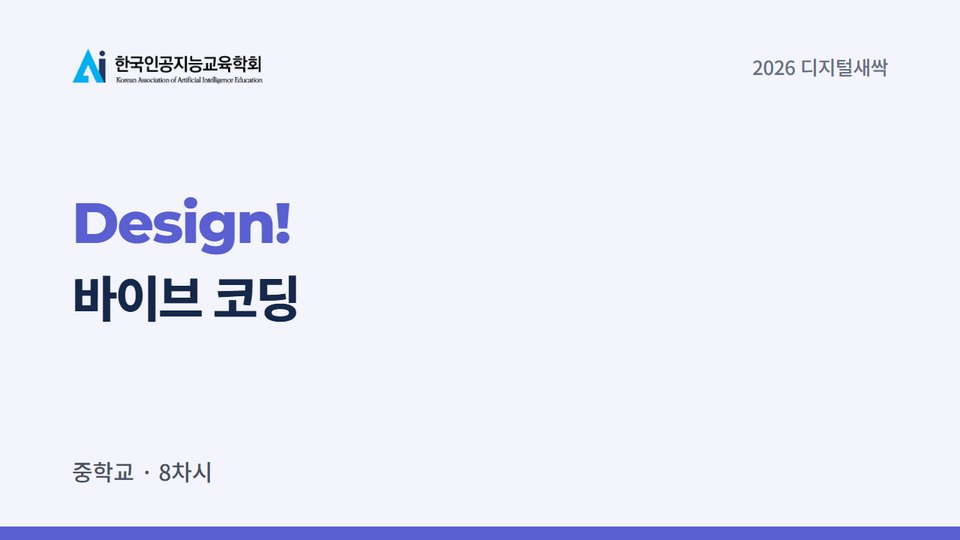 Ai 한국인공지능교육학회
Korean Association of Artificial Intelligence Education
2026 디지털새싹
Design!
바이브 코딩
중학교 · 8차시